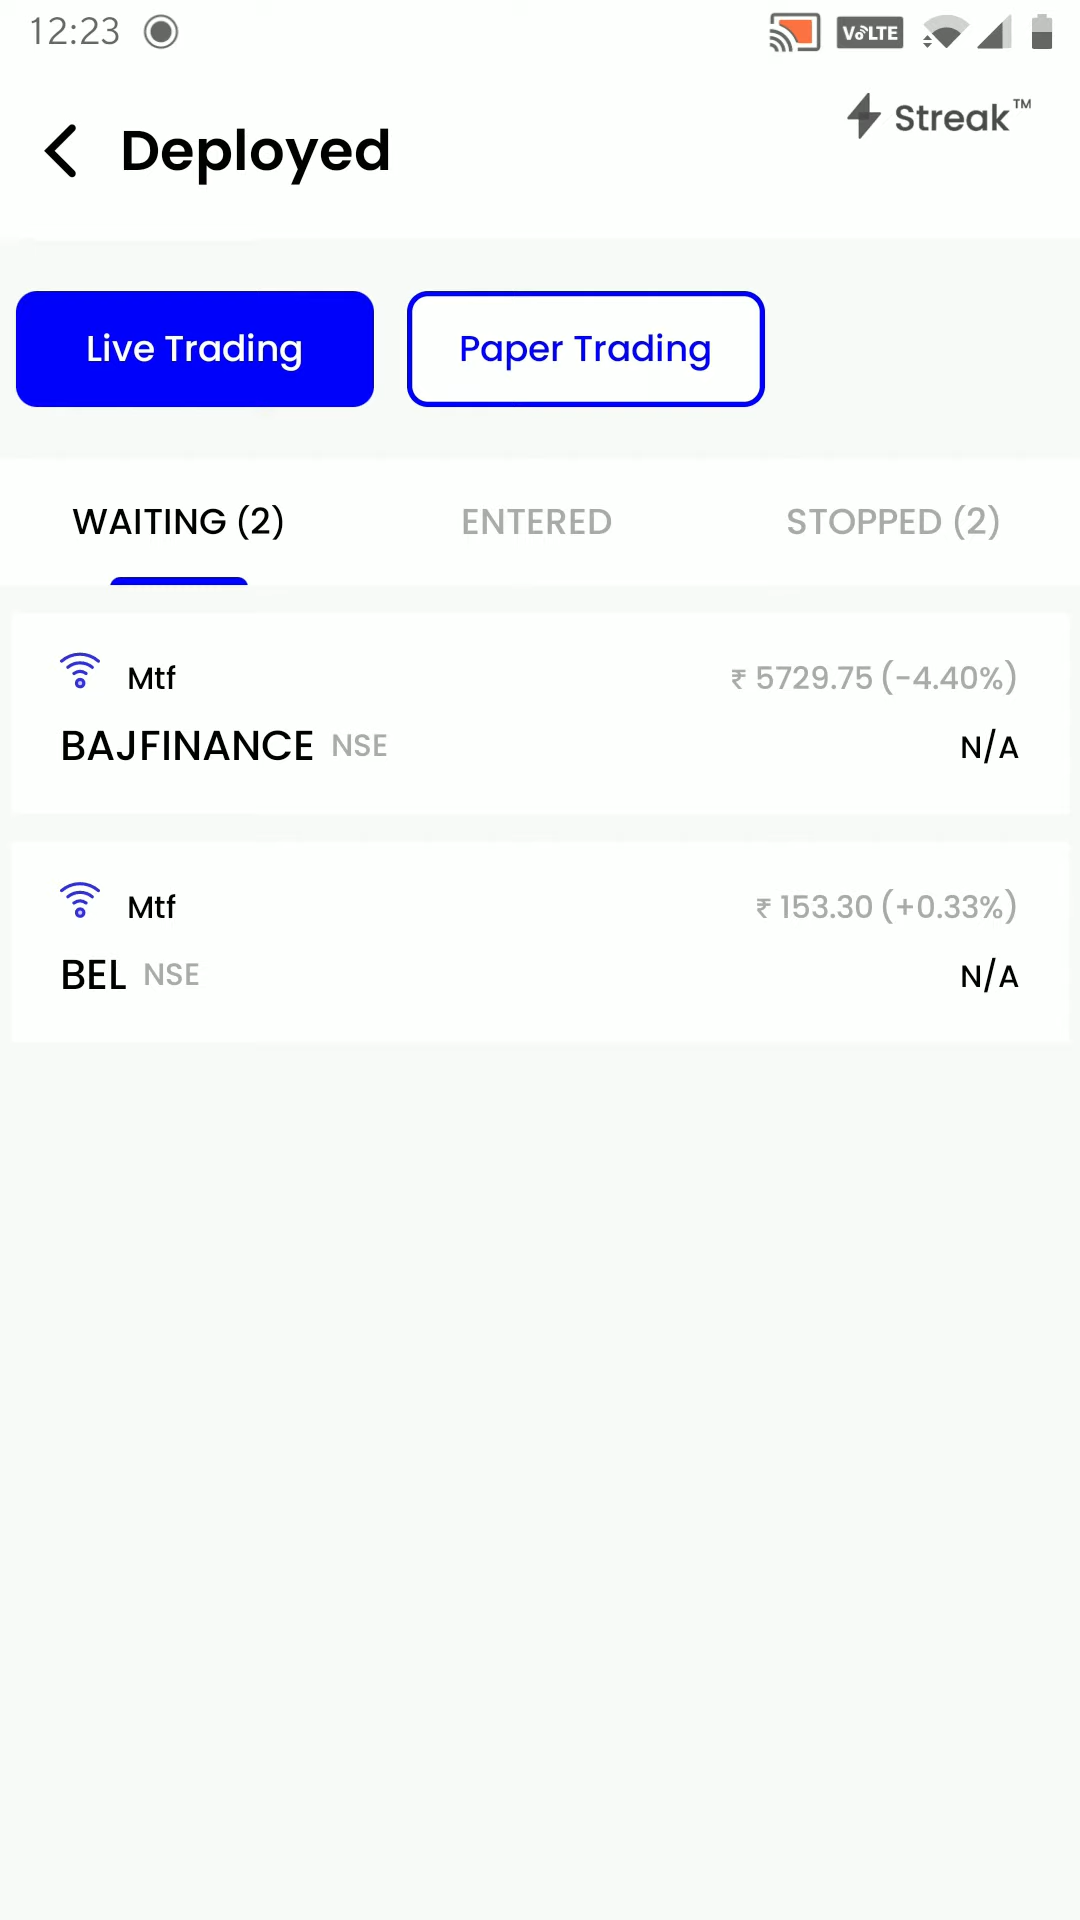 12:23
VoLTE
Streak™
Deployed
Live Trading
Paper Trading
WAITING (2)
ENTERED
STOPPED (2)
Mtf
₹ 5729.75 (-4.40%)
BAJFINANCE NSE
N/A
Mtf
₹ 153.30 (+0.33%)
BEL NSE
N/A